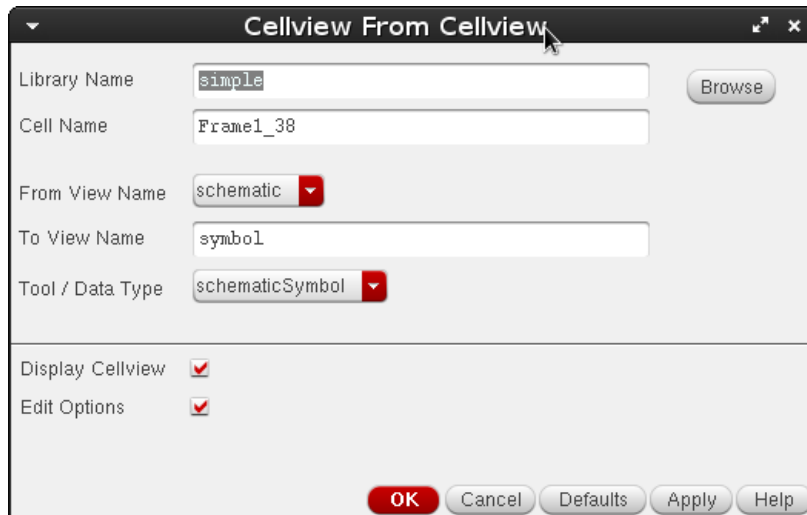 Cellview From Cellview
Library Name simple Browse
Cell Name Frame1_38
From View Name schematic
To View Name symbol
Tool / Data Type schematicSymbol
Display Cellview
Edit Options
OK Cancel Defaults Apply Help